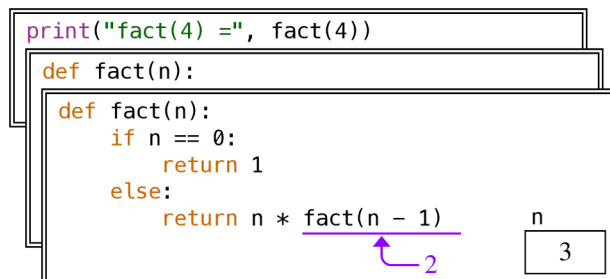 print("fact(4) =", fact(4))
def fact(n):
def fact(n):
    if n == 0:
        return 1
    else:
        return n * fact(n − 1)
n
3
2